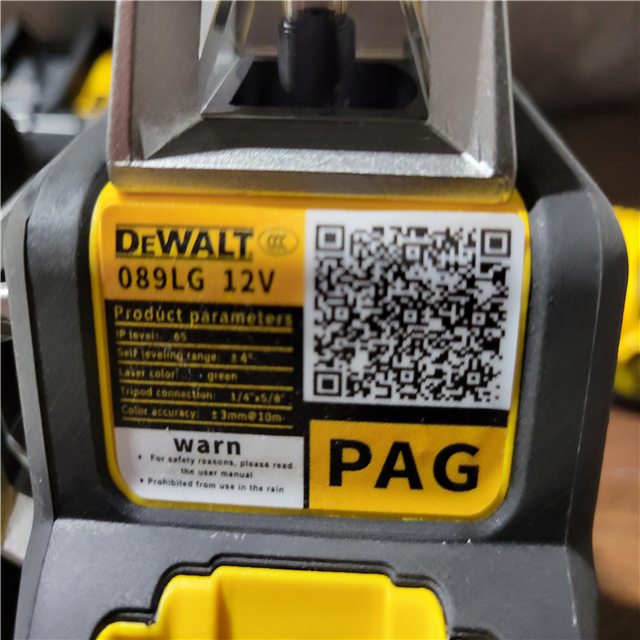 DEWALT
CCC
089LG 12V
Product parameters
IP level: 65
Self leveling range: ±4°
Laser color: green
Tripod connection: 1/4"x5/8"
Color accuracy: ±3mm@10m
warn
• For safety reasons, please read
the user manual
• Prohibited from use in the rain
PAG